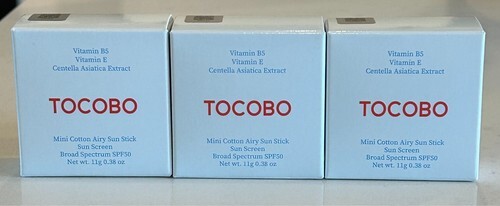 Vitamin B5
Vitamin E
Centella Asiatica Extract
TOCOBO
Mini Cotton Airy Sun Stick
Sun Screen
Broad Spectrum SPF50
Net wt. 11g 0.38 oz
Vitamin B5
Vitamin E
Centella Asiatica Extract
TOCOBO
Mini Cotton Airy Sun Stick
Sun Screen
Broad Spectrum SPF50
Net wt. 11g 0.38 oz
Vitamin B5
Vitamin E
Centella Asiatica Extract
TOCOBO
Mini Cotton Airy Sun Stick
Sun Screen
Broad Spectrum SPF50
Net wt. 11g 0.38 oz